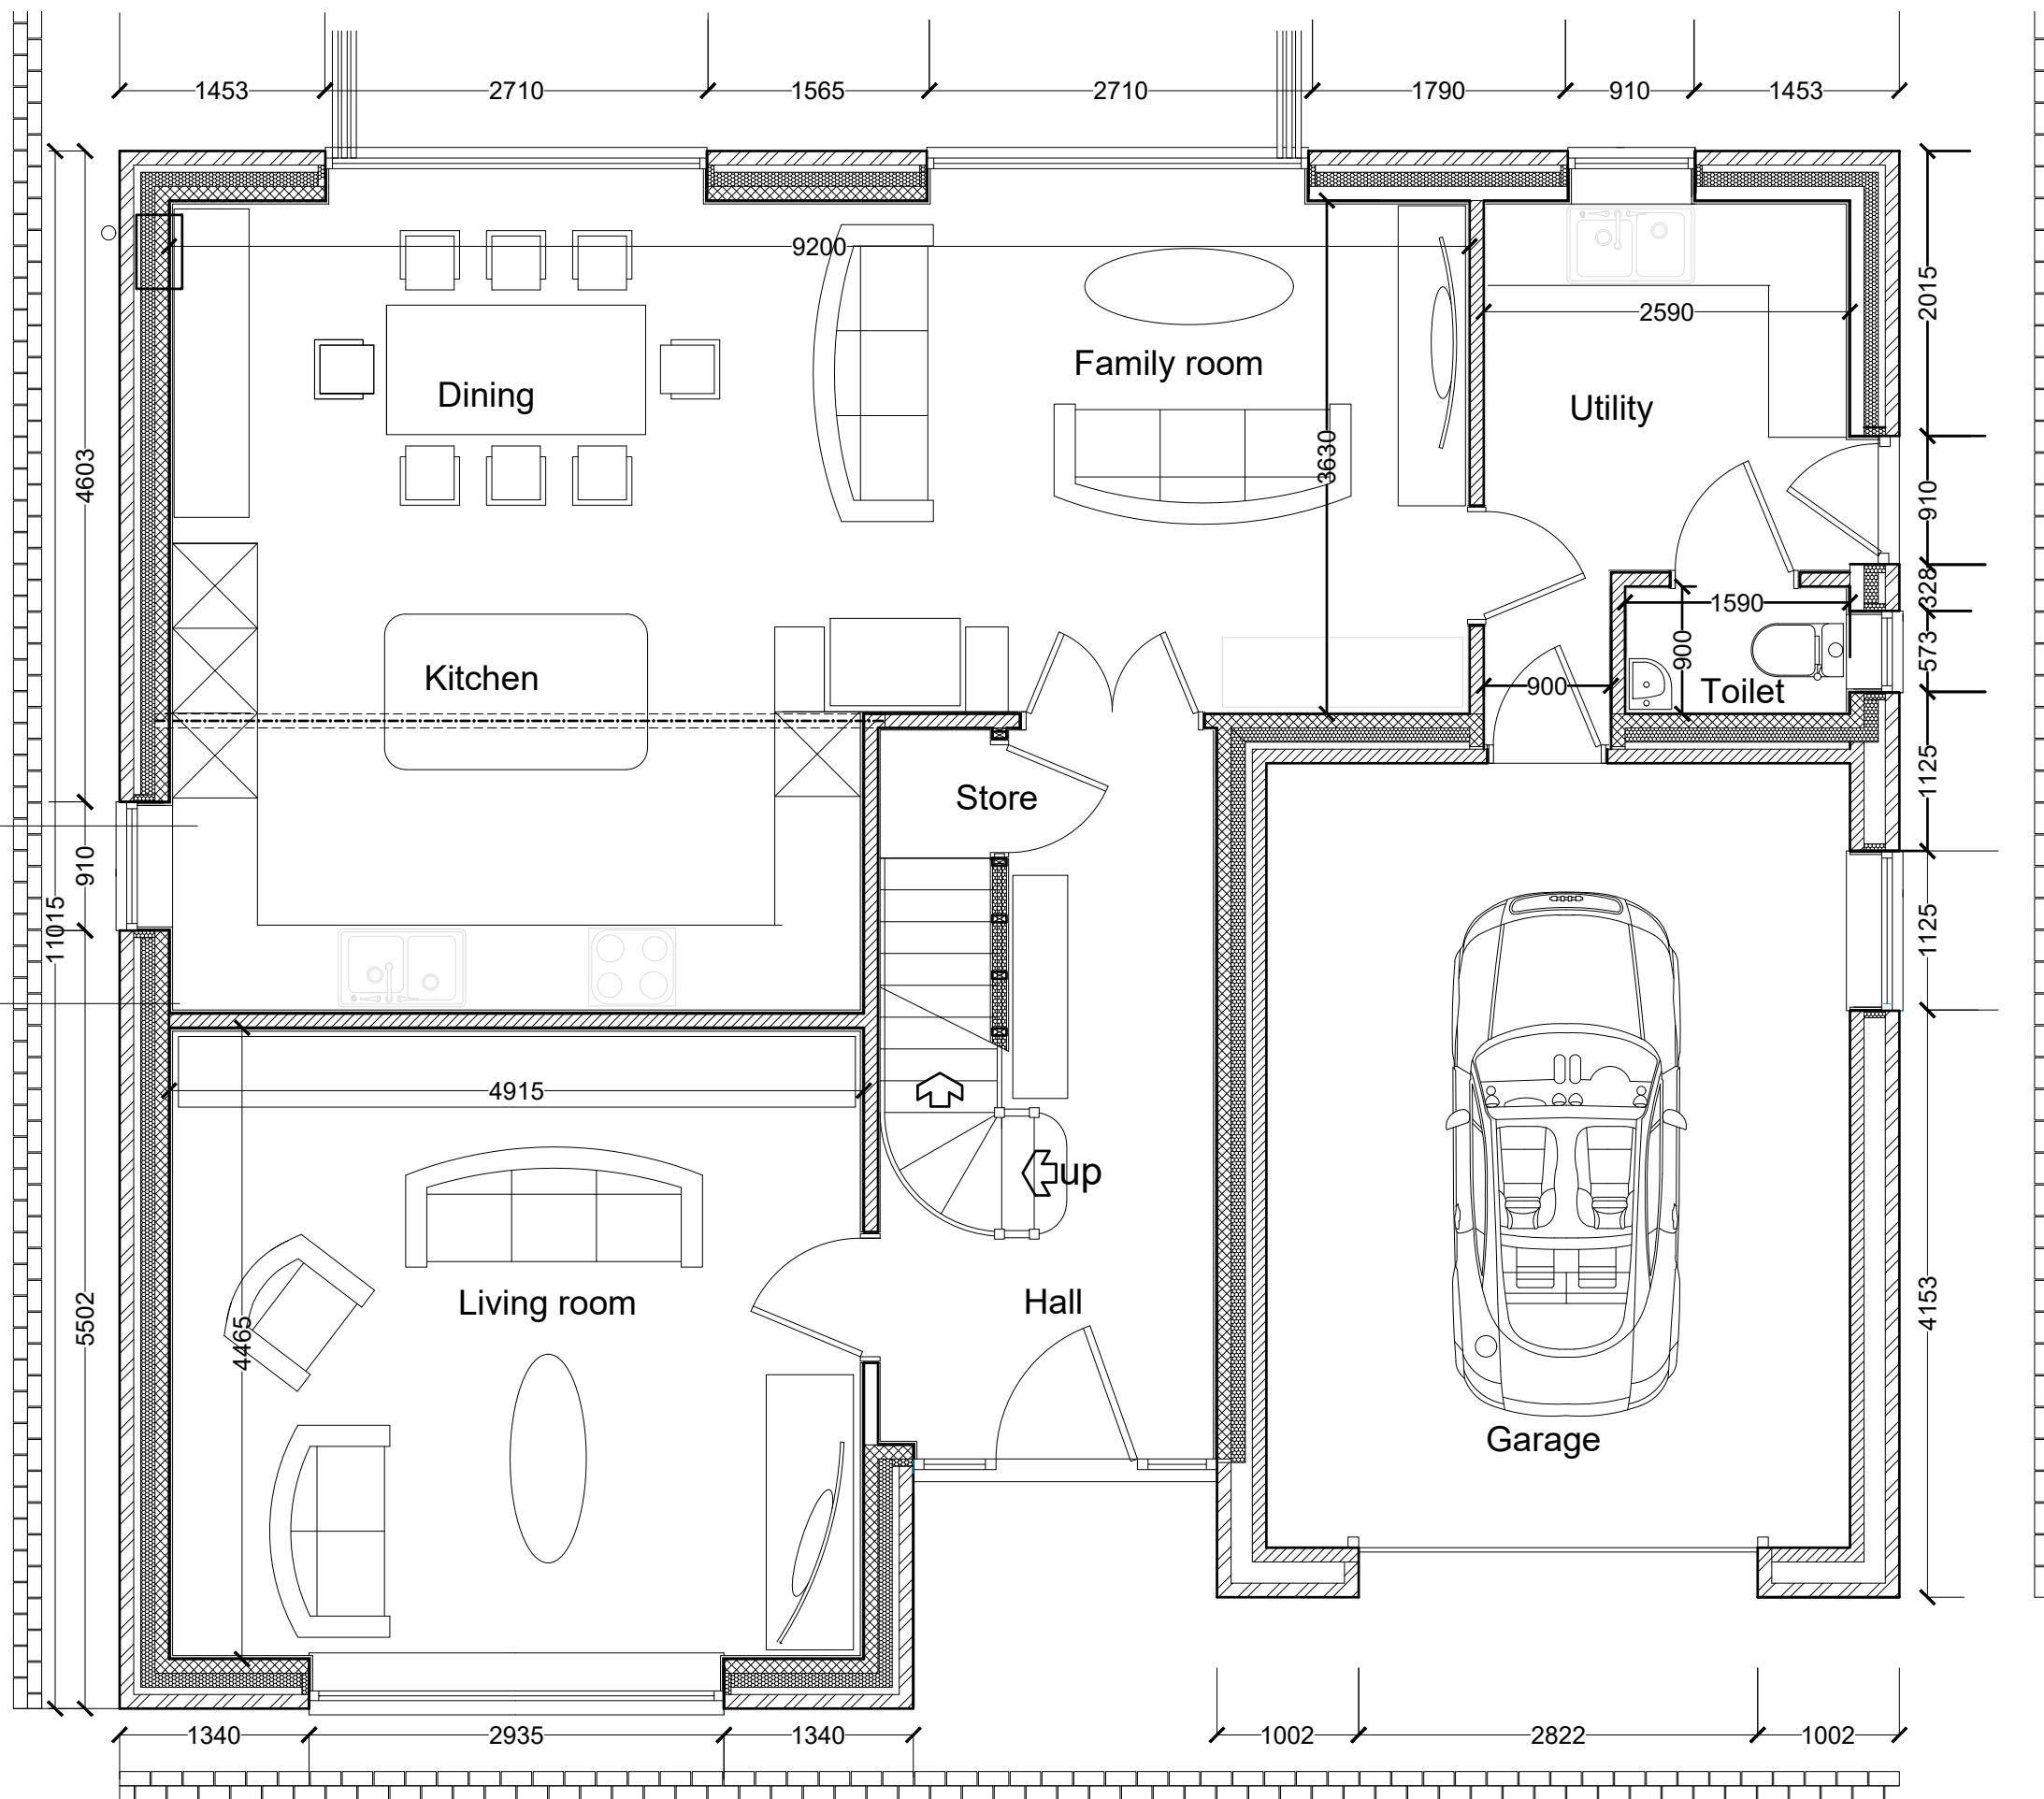 1453 2710 1565 2710 1790 910 1453
9200
2015
2590
Family room
Dining
Utility
4603
3630
910
328
1590
573
900
Kitchen
900
Toilet
1125
Store
910
11015
1125
4915
up
Living room
Hall
4153
5502
4465
Garage
1340 2935 1340
1002 2822 1002